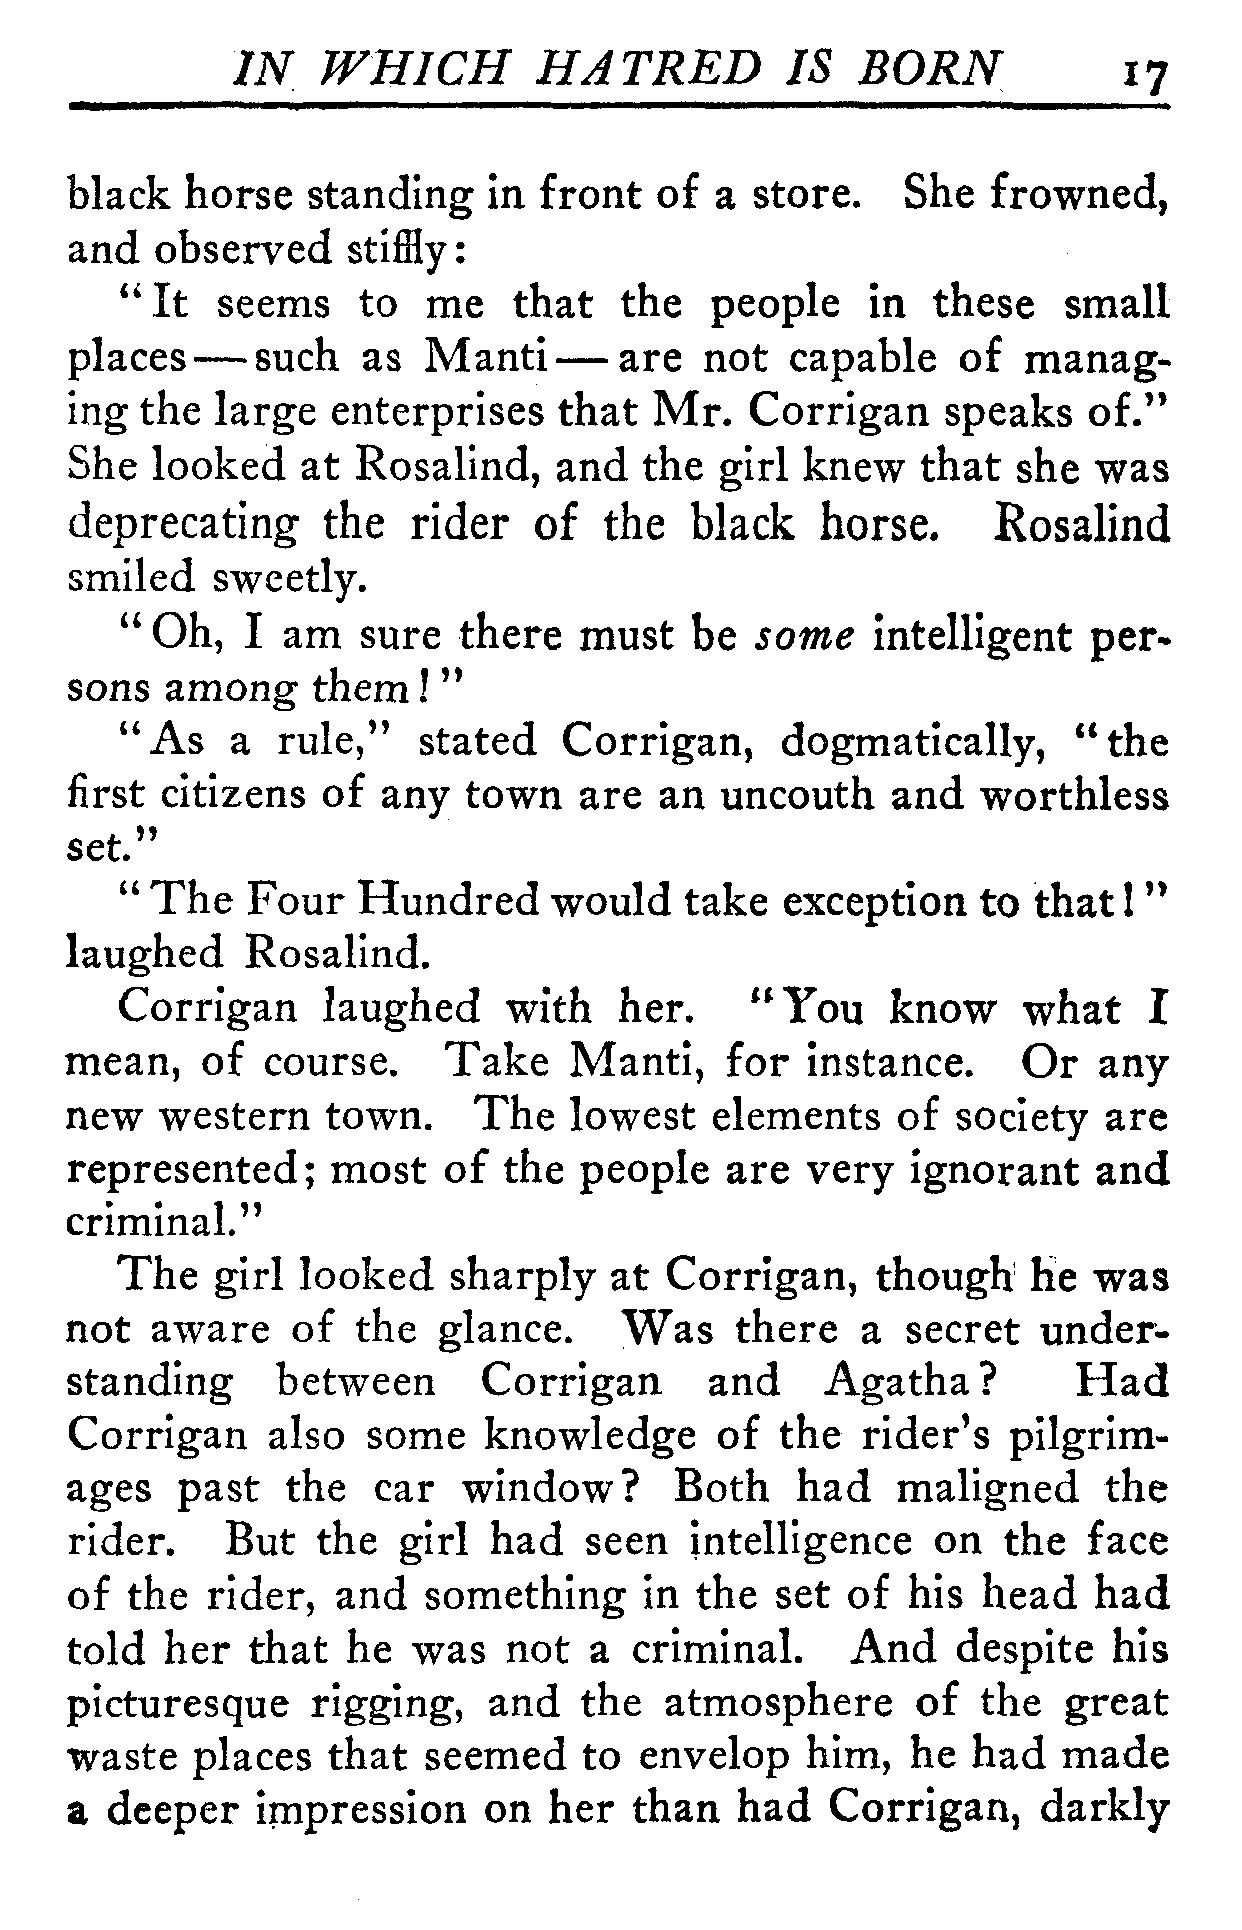 IN WHICH HATRED IS BORN 17
black horse standing in front of a store. She frowned,
and observed stiffly:
"It seems to me that the people in these small
places — such as Manti — are not capable of manag-
ing the large enterprises that Mr. Corrigan speaks of."
She looked at Rosalind, and the girl knew that she was
deprecating the rider of the black horse. Rosalind
smiled sweetly.
"Oh, I am sure there must be some intelligent per-
sons among them!"
"As a rule," stated Corrigan, dogmatically, "the
first citizens of any town are an uncouth and worthless
set."
"The Four Hundred would take exception to that!"
laughed Rosalind.
Corrigan laughed with her. "You know what I
mean, of course. Take Manti, for instance. Or any
new western town. The lowest elements of society are
represented; most of the people are very ignorant and
criminal."
The girl looked sharply at Corrigan, though he was
not aware of the glance. Was there a secret under-
standing between Corrigan and Agatha? Had
Corrigan also some knowledge of the rider's pilgrim-
ages past the car window? Both had maligned the
rider. But the girl had seen intelligence on the face
of the rider, and something in the set of his head had
told her that he was not a criminal. And despite his
picturesque rigging, and the atmosphere of the great
waste places that seemed to envelop him, he had made
a deeper impression on her than had Corrigan, darkly